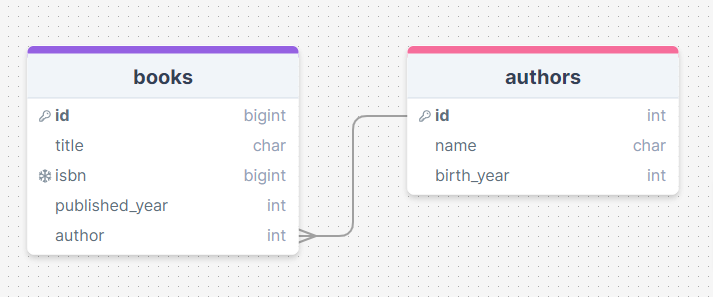 books
id bigint
title char
isbn bigint
published_year int
author int
authors
id int
name char
birth_year int